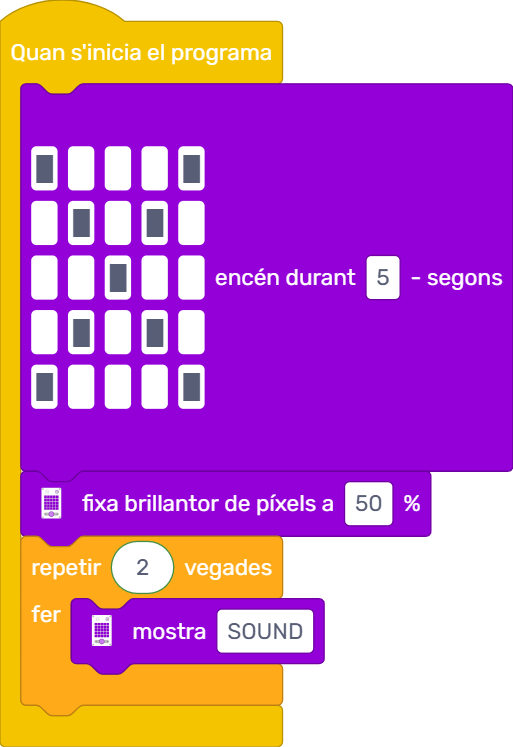 Quan s'inicia el programa
encén durant 5 - segons
fixa brillantor de píxels a 50 %
repetir 2 vegades
fer
mostra SOUND